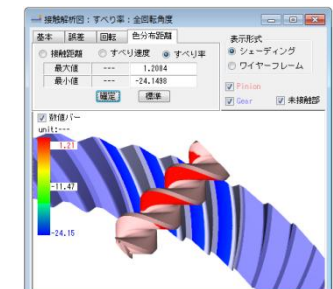 接触解析図：すべり率：全回転角度
基本 誤差 回転 色分布距離
接触距離 すべり速度 すべり率
最大値 --- 1.2084
最小値 --- -24.1498
確定 標準
表示形式
シェーディング
ワイヤーフレーム
Pinion
Gear 未接触部
数値バー
unit:---
1.21
-11.47
-24.15